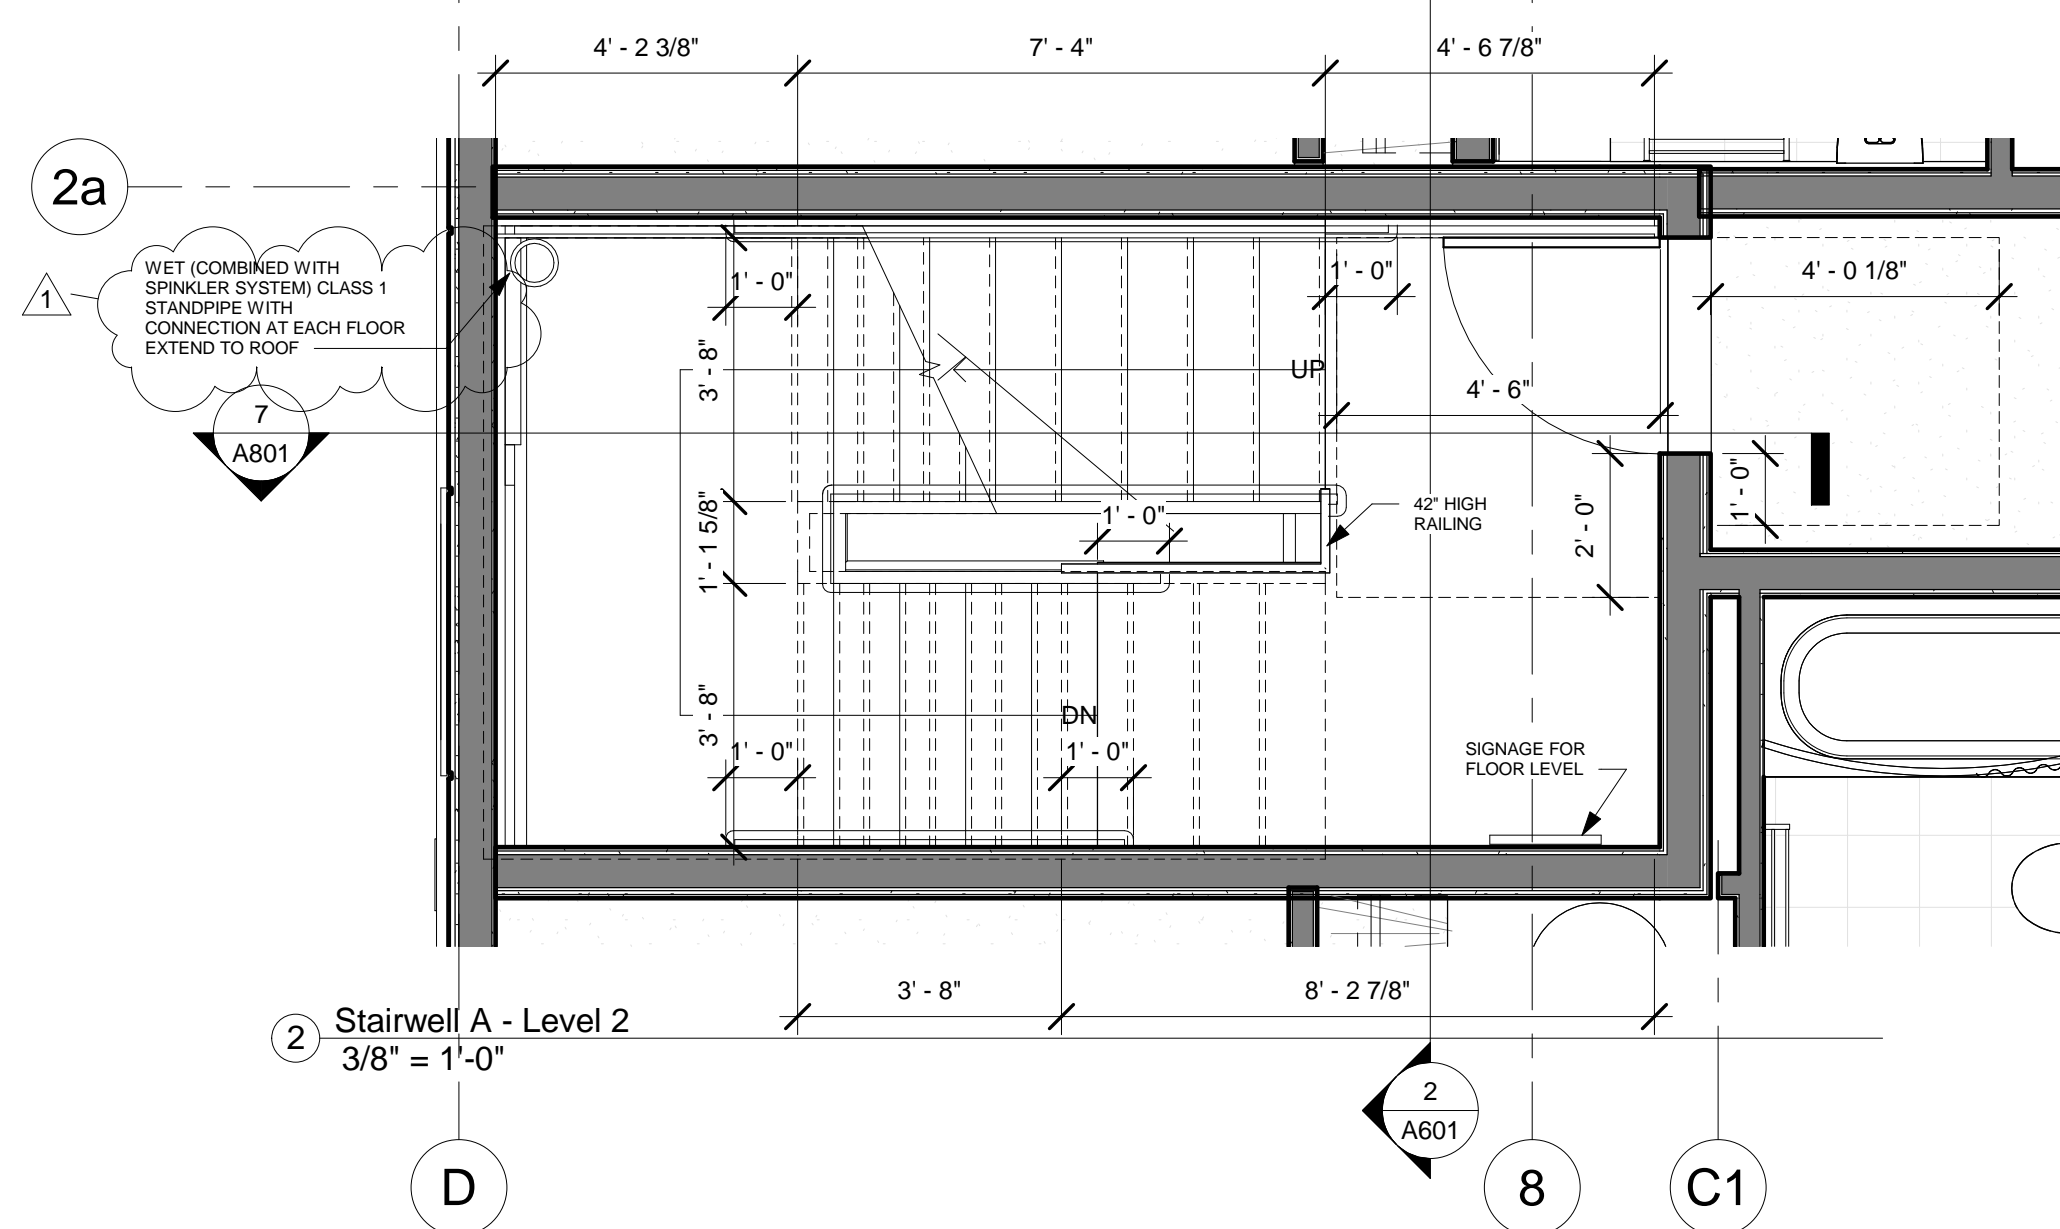 4' - 2 3/8"
7' - 4"
4' - 6 7/8"
2a
1
WET (COMBINED WITH
SPINKLER SYSTEM) CLASS 1
STANDPIPE WITH
CONNECTION AT EACH FLOOR
EXTEND TO ROOF
1' - 0"
1' - 0"
4' - 0 1/8"
3' - 8"
UP
4' - 6"
7
A801
1' - 1 5/8"
1' - 0"
42" HIGH
RAILING
2' - 0"
1' - 0"
3' - 8"
DN
1' - 0"
1' - 0"
SIGNAGE FOR
FLOOR LEVEL
3' - 8"
8' - 2 7/8"
2
Stairwell A - Level 2
3/8" = 1'-0"
2
A601
D
8
C1